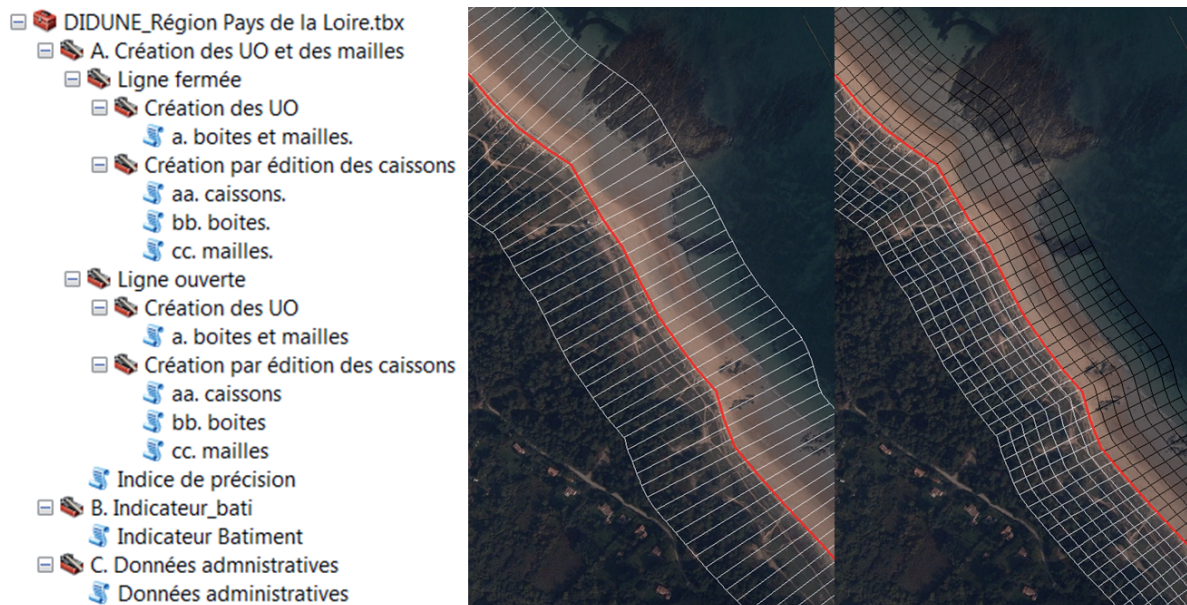 DIDUNE_Région Pays de la Loire.tbx
A. Création des UO et des mailles
Ligne fermée
Création des UO
a. boites et mailles.
Création par édition des caissons
aa. caissons.
bb. boites.
cc. mailles.
Ligne ouverte
Création des UO
a. boites et mailles
Création par édition des caissons
aa. caissons
bb. boites
cc. mailles
Indice de précision
B. Indicateur_bati
Indicateur Batiment
C. Données admnistratives
Données administratives